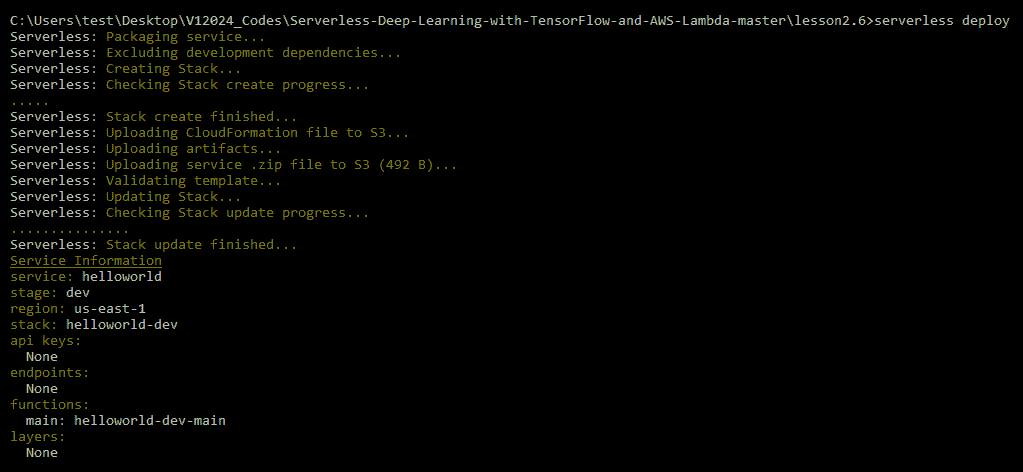 C:\Users\test\Desktop\V12024_Codes\Serverless-Deep-Learning-with-TensorFlow-and-AWS-Lambda-master\lesson2.6>serverless deploy
Serverless: Packaging service...
Serverless: Excluding development dependencies...
Serverless: Creating Stack...
Serverless: Checking Stack create progress...
.....
Serverless: Stack create finished...
Serverless: Uploading CloudFormation file to S3...
Serverless: Uploading artifacts...
Serverless: Uploading service .zip file to S3 (492 B)...
Serverless: Validating template...
Serverless: Updating Stack...
Serverless: Checking Stack update progress...
...............
Serverless: Stack update finished...
Service Information
service: helloworld
stage: dev
region: us-east-1
stack: helloworld-dev
api keys:
  None
endpoints:
  None
functions:
  main: helloworld-dev-main
layers:
  None